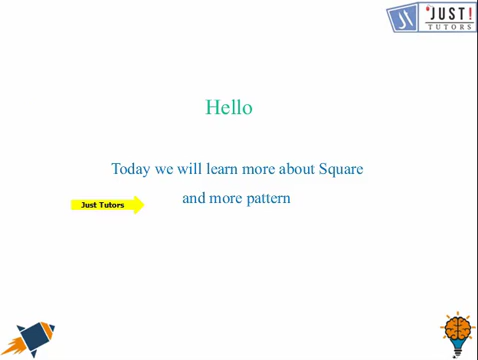 'JUST!
TUTORS
Hello
Today we will learn more about Square
and more pattern
Just Tutors